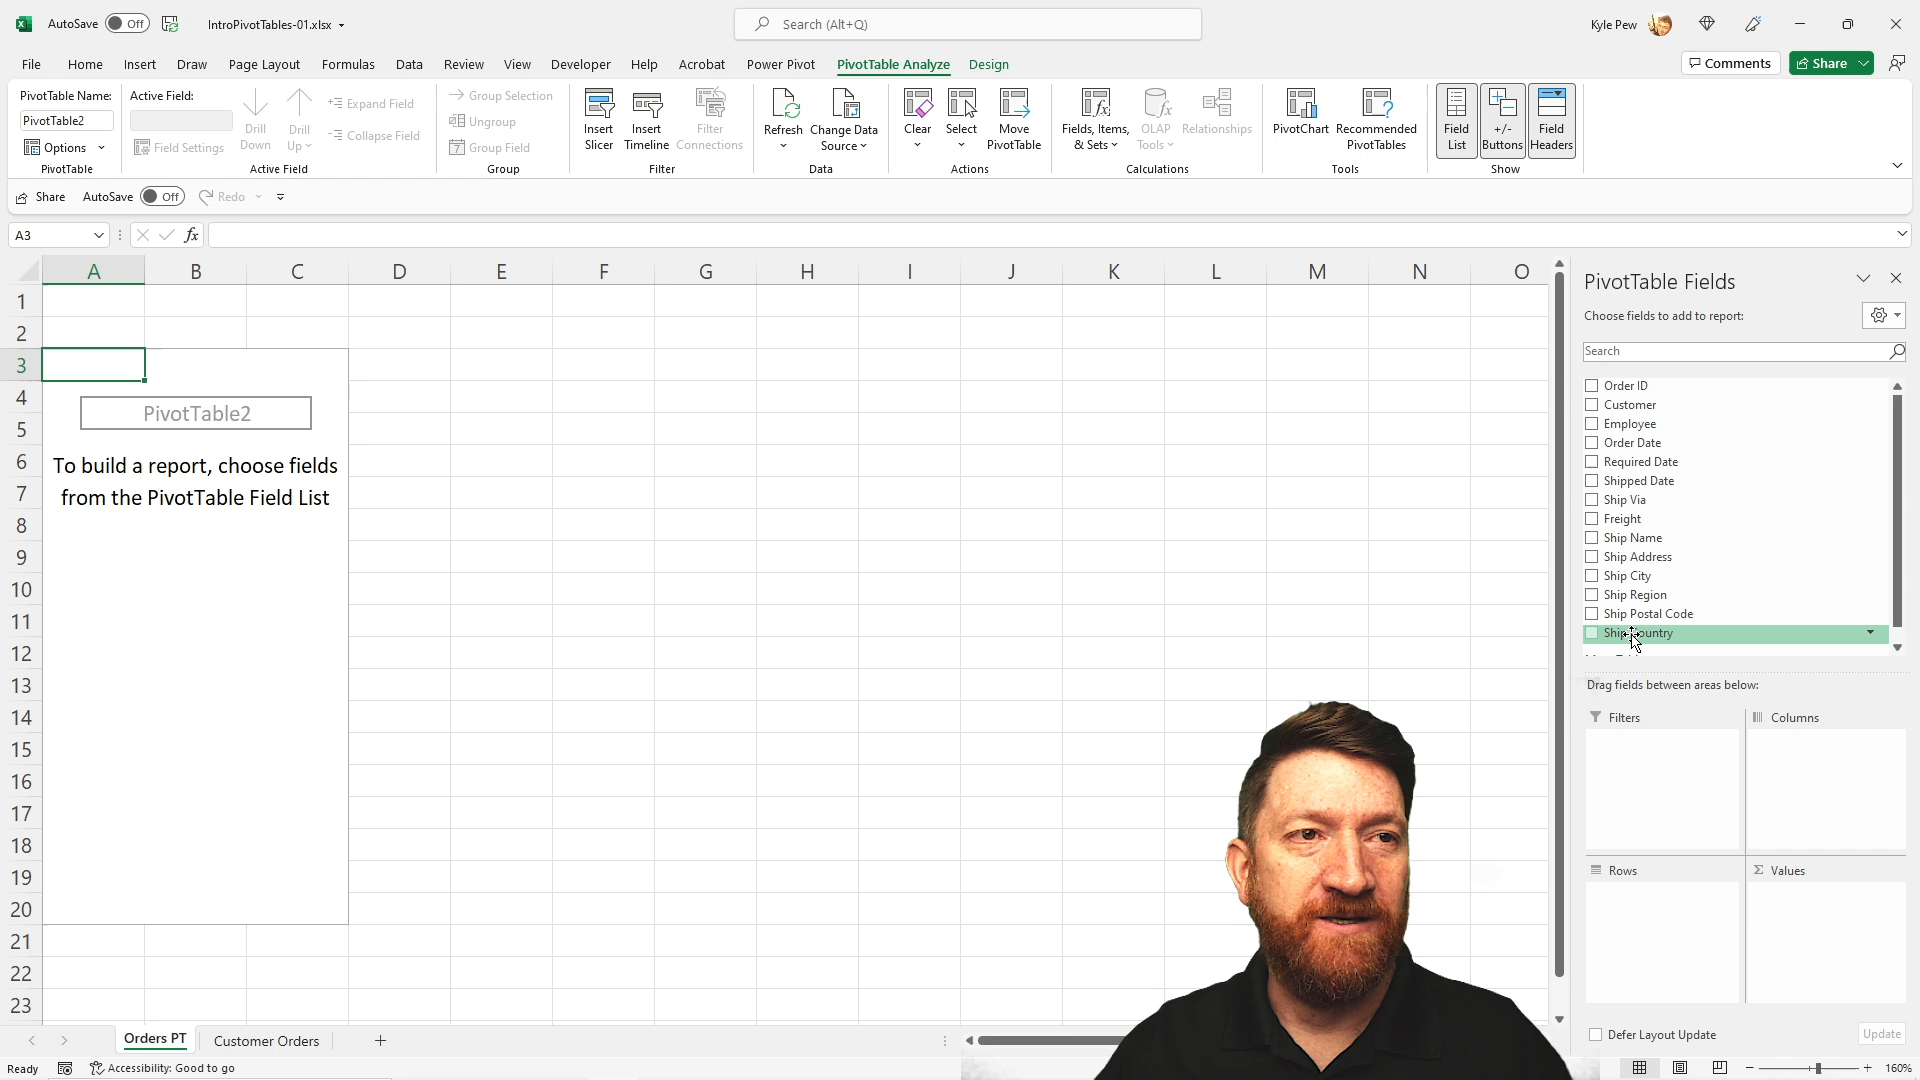 AutoSave Off IntroPivotTables-01.xlsx Search (Alt+Q) Kyle Pew
File Home Insert Draw Page Layout Formulas Data Review View Developer Help Acrobat Power Pivot PivotTable Analyze Design Comments Share
PivotTable Name:
PivotTable2
Options
PivotTable
Active Field:
Field Settings
Drill Down
Drill Up
Expand Field
Collapse Field
Active Field
Group Selection
Ungroup
Group Field
Group
Insert Slicer
Insert Timeline
Filter Connections
Filter
Refresh
Change Data Source
Data
Clear
Select
Move PivotTable
Actions
Fields, Items, & Sets
OLAP Tools
Relationships
Calculations
PivotChart
Recommended PivotTables
Tools
Field List
+/- Buttons
Field Headers
Show
Share AutoSave Off Redo
A3 fx
A B C D E F G H I J K L M N O
1
2
3
4
5
6
7
8
9
10
11
12
13
14
15
16
17
18
19
20
21
22
23
PivotTable2
To build a report, choose fields
from the PivotTable Field List
PivotTable Fields
Choose fields to add to report:
Search
Order ID
Customer
Employee
Order Date
Required Date
Shipped Date
Ship Via
Freight
Ship Name
Ship Address
Ship City
Ship Region
Ship Postal Code
Ship Country
Drag fields between areas below:
Filters
Columns
Rows
Σ Values
Defer Layout Update Update
Orders PT Customer Orders
Ready Accessibility: Good to go 160%